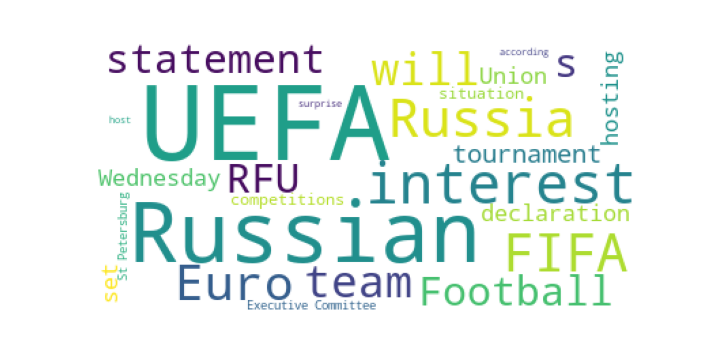 according
statement
will
s
hosting
UEFA
Union
situation
surprise
Russia
host
tournament
Wednesday
RFU
interest
competitions
declaration
St Petersburg
Russian
FIFA
set
Euro
team
Football
Executive Committee